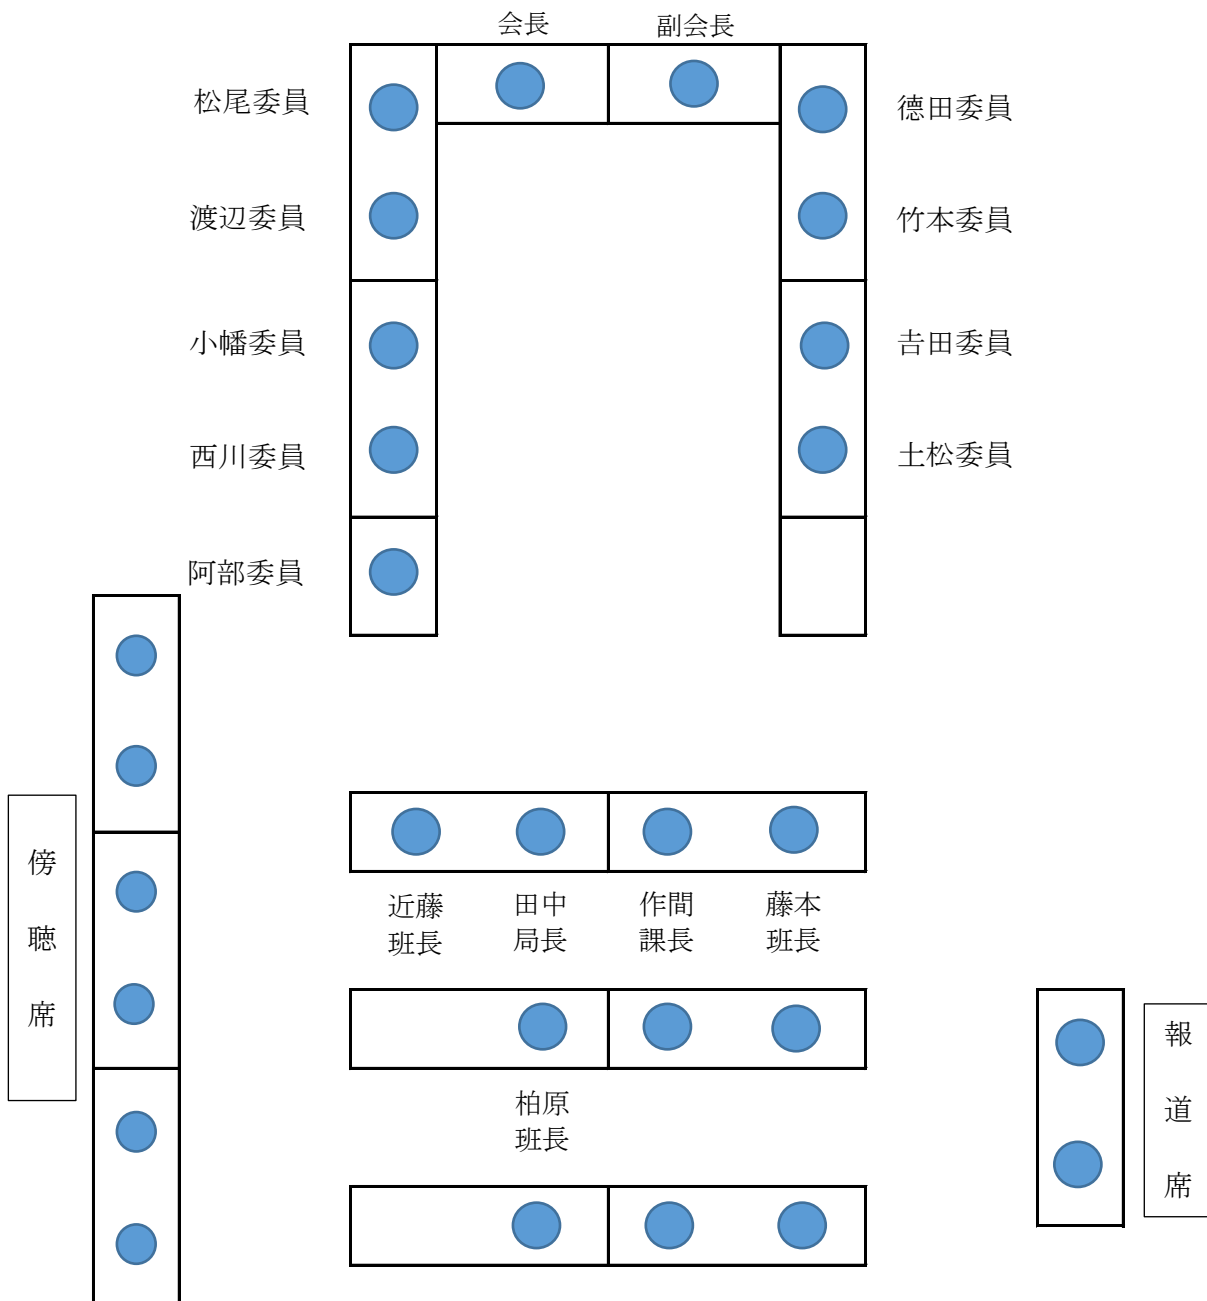 会長
副会長
松尾委員
德田委員
渡辺委員
竹本委員
小幡委員
𠮷田委員
西川委員
土松委員
阿部委員
傍聴席
近藤
班長
田中
局長
作間
課長
藤本
班長
柏原
班長
報道席